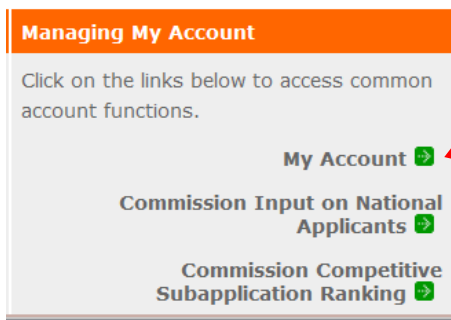 Managing My Account
Click on the links below to access common
account functions.
My Account
Commission Input on National
Applicants
Commission Competitive
Subapplication Ranking